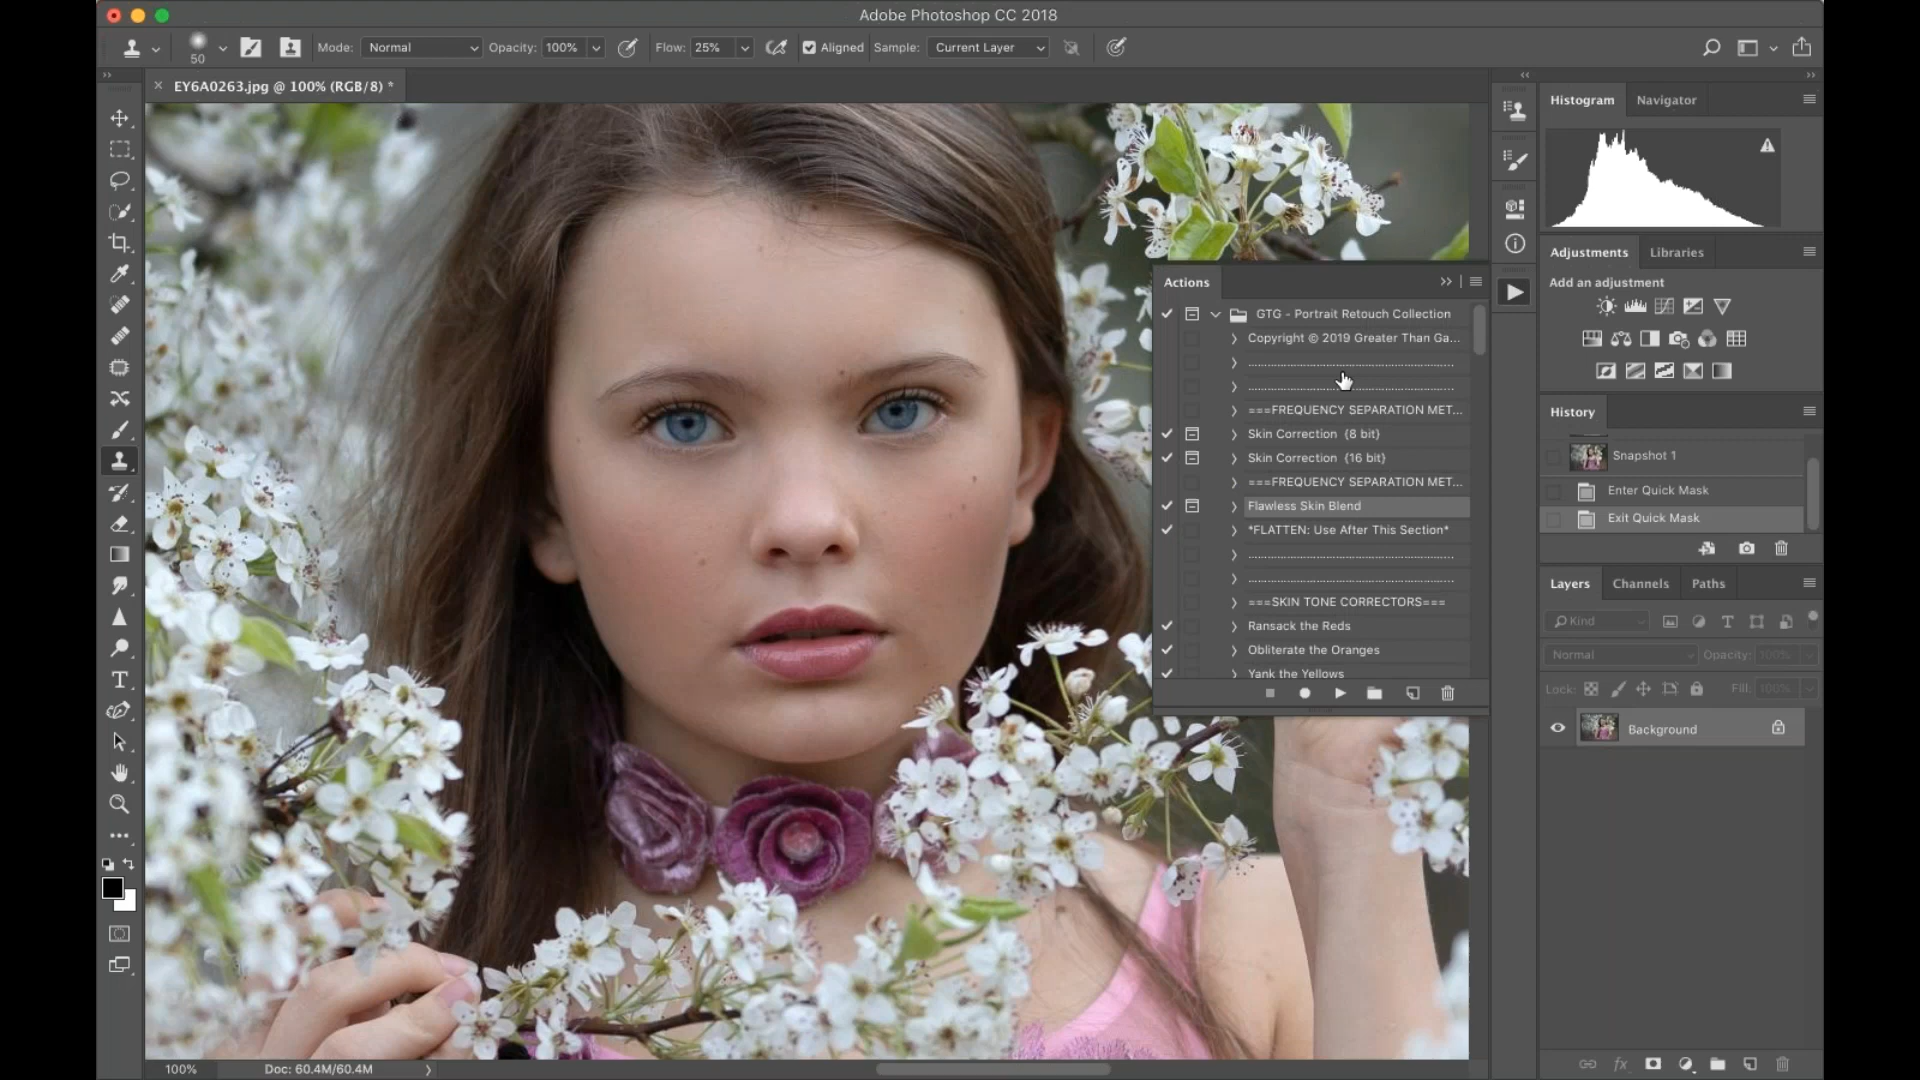 Adobe Photoshop CC 2018
50
Mode: Normal
Opacity: 100%
Flow: 25%
Aligned
Sample: Current Layer
EY6A0263.jpg @ 100% (RGB/8) *
Histogram
Navigator
Adjustments
Libraries
Add an adjustment
Actions
GTG - Portrait Retouch Collection
Copyright © 2019 Greater Than Ga...
===FREQUENCY SEPARATION MET...
Skin Correction {8 bit}
Skin Correction {16 bit}
===FREQUENCY SEPARATION MET...
Flawless Skin Blend
*FLATTEN: Use After This Section*
===SKIN TONE CORRECTORS===
Ransack the Reds
Obliterate the Oranges
Yank the Yellows
History
Snapshot 1
Enter Quick Mask
Exit Quick Mask
Layers
Channels
Paths
Kind
Normal
Opacity: 100%
Lock:
Fill: 100%
Background
100%
Doc: 60.4M/60.4M